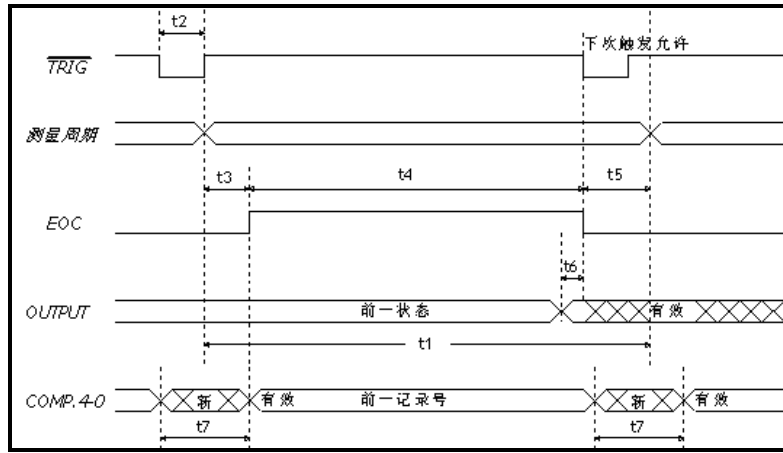 t2
下次触发允许
TRIG
测量周期
t3
t4
t5
EOC
t6
OUTPUT
前一状态
有效
t1
COMP.4-0
新
有效
前一记录号
新
有效
t7
t7